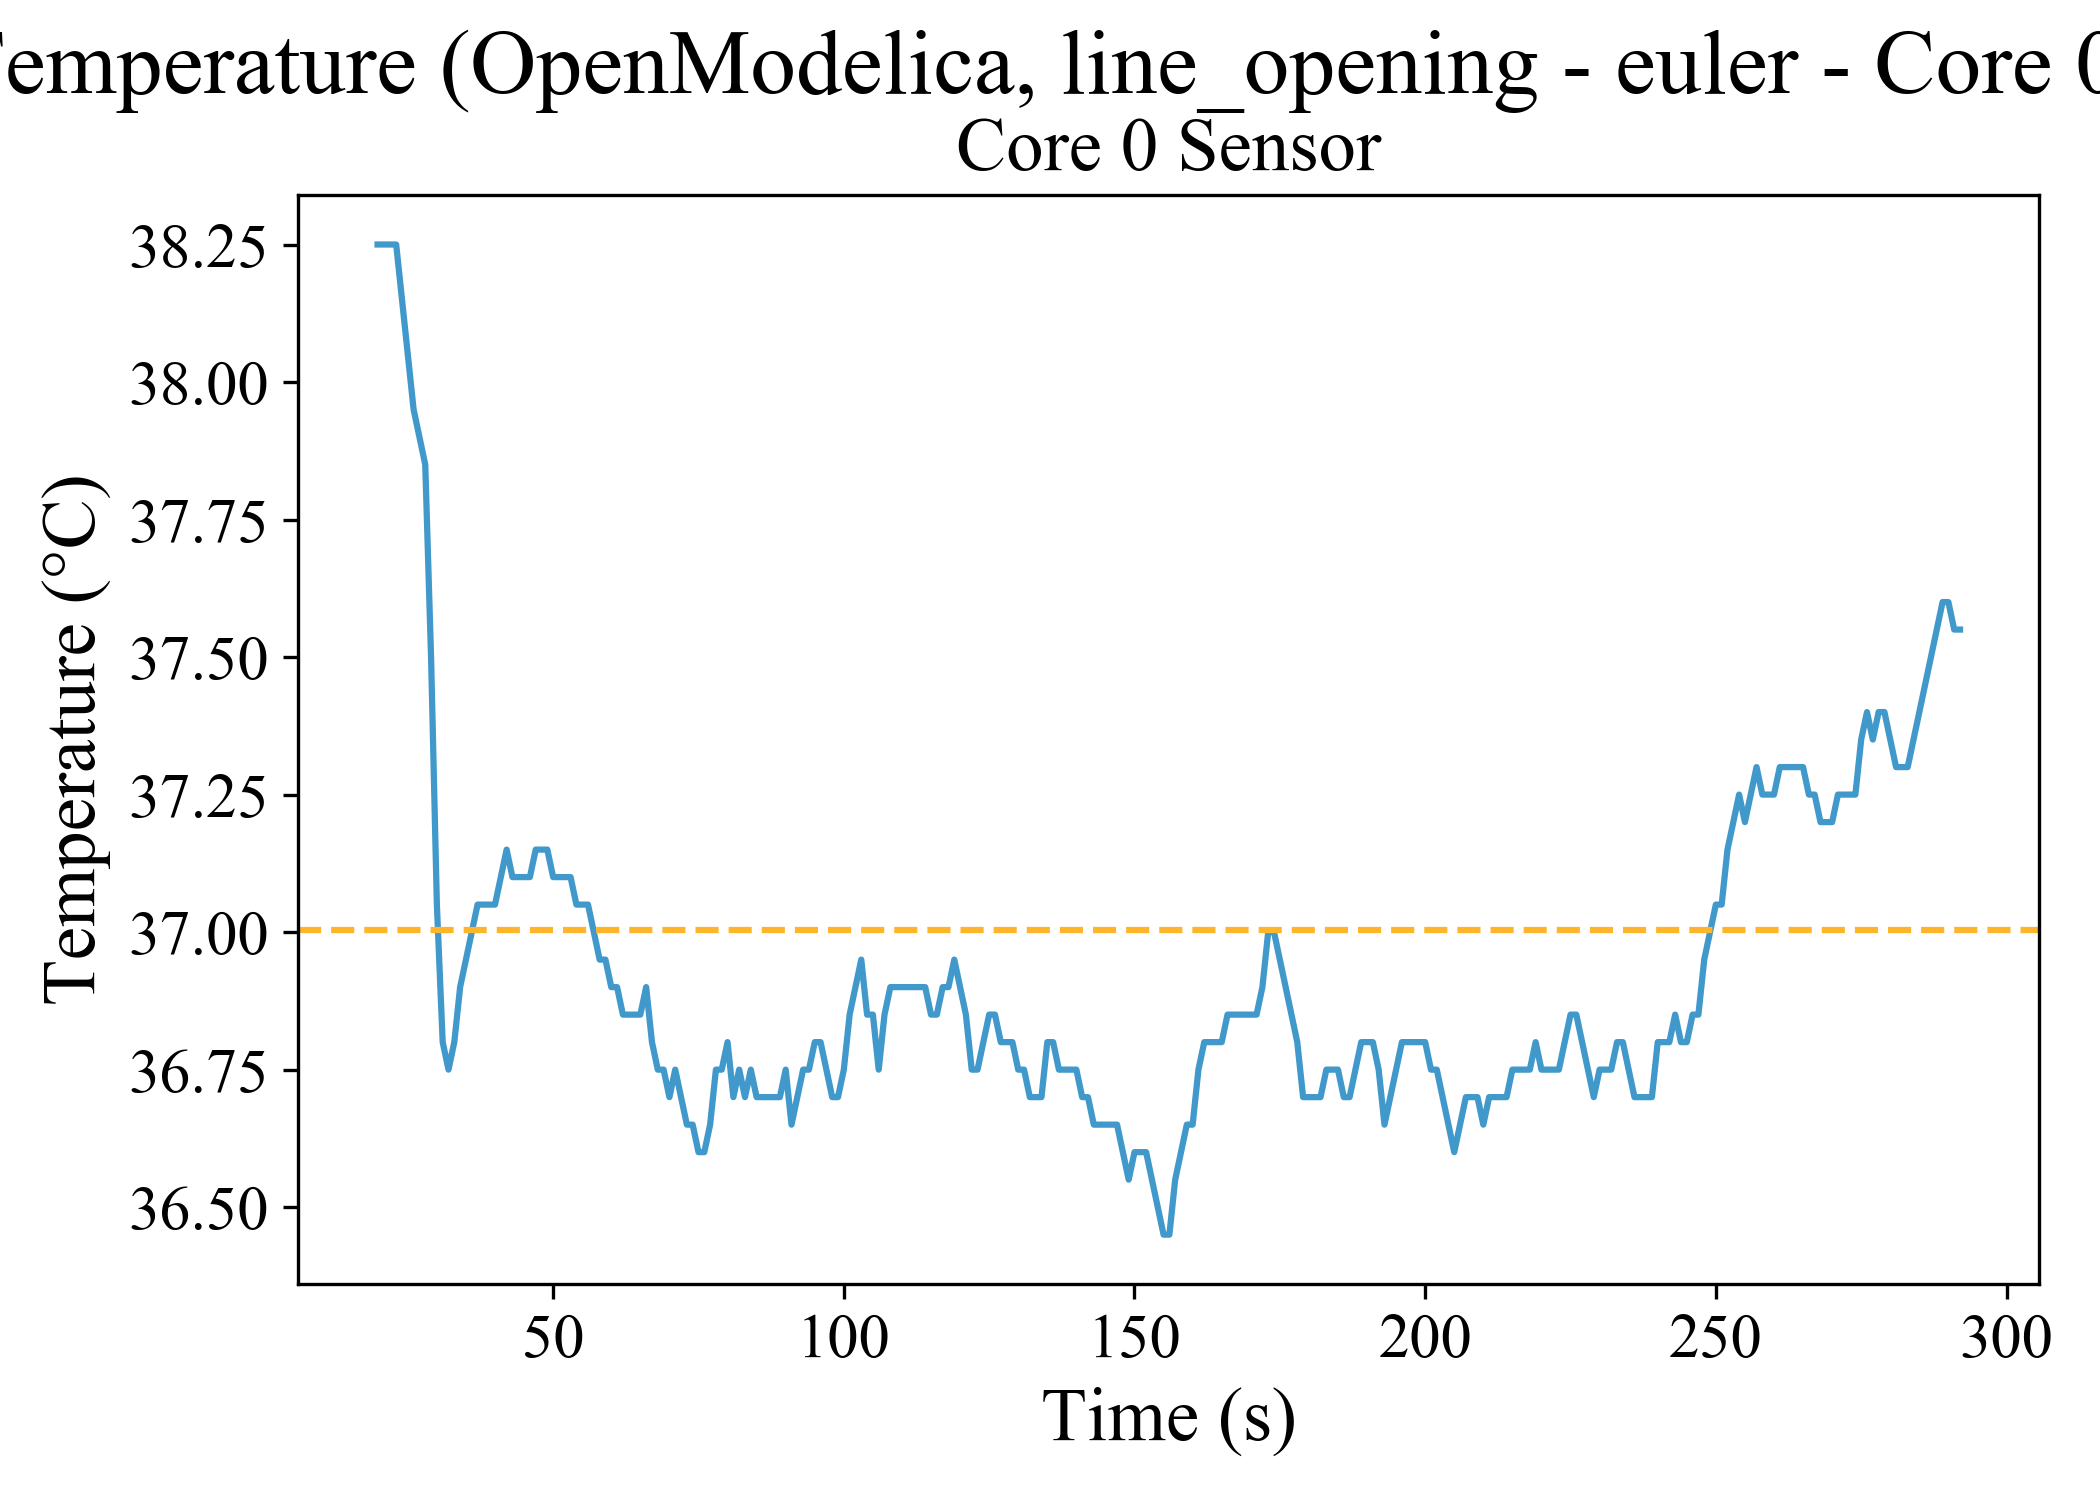 emperature (OpenModelica, line_opening - euler - Core 0
Core 0 Sensor
38.25
38.00
37.75
37.50
37.25
37.00
36.75
36.50
Temperature (°C)
50 100 150 200 250 300
Time (s)